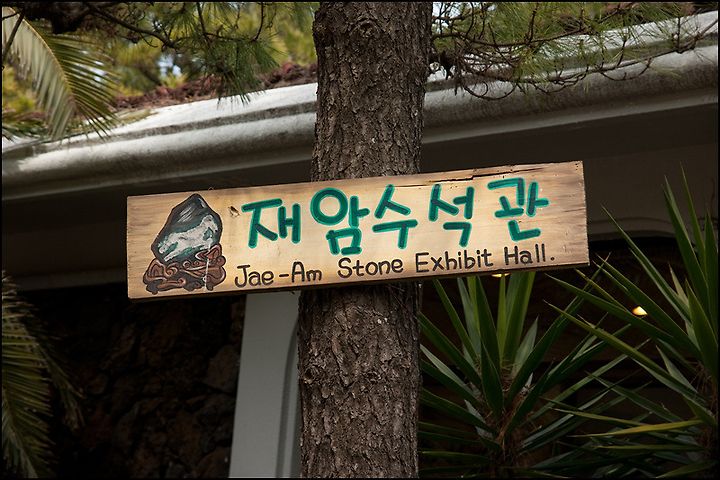 재암수석관
Jae-Am Stone Exhibit Hall.